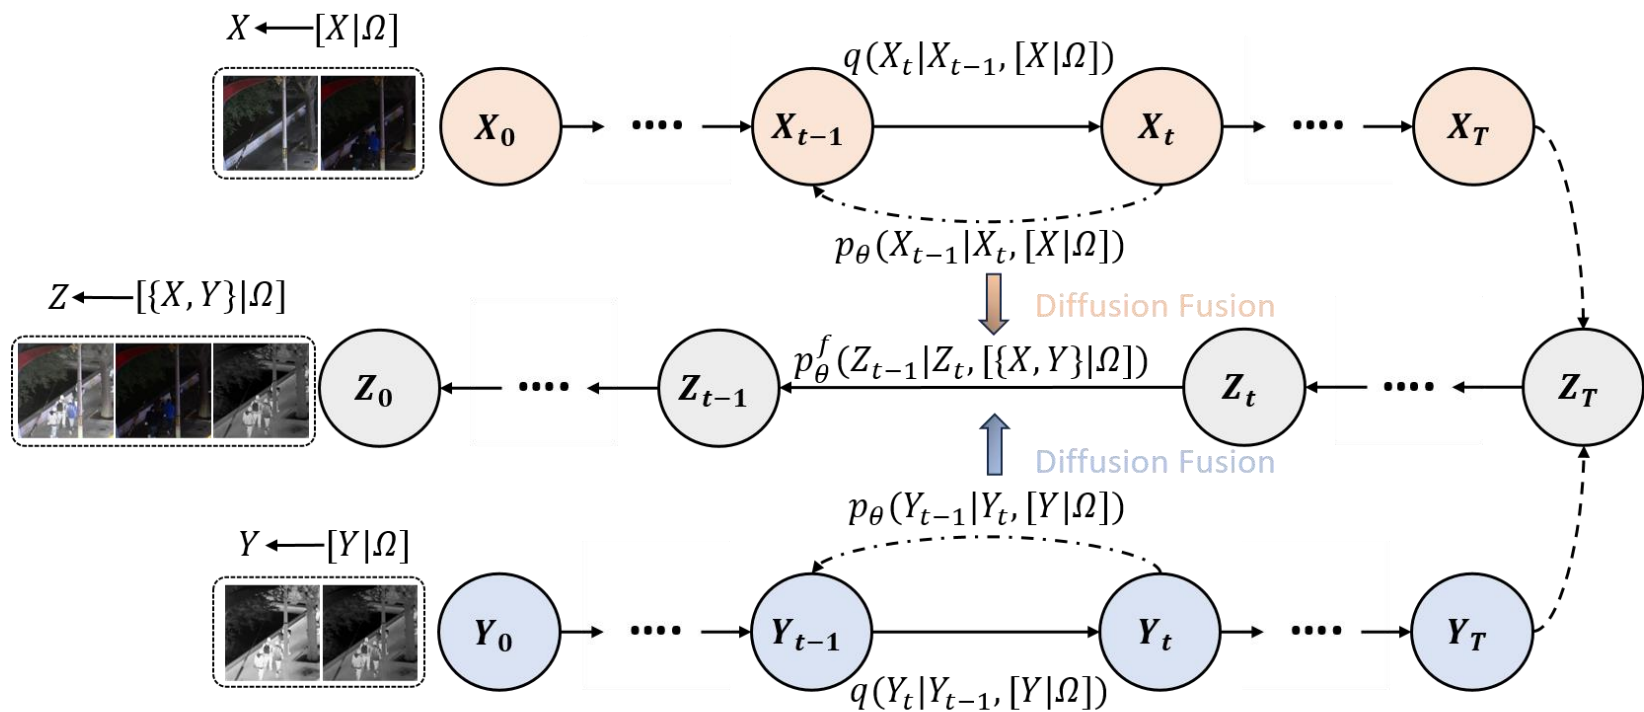 X ← [X|Ω]
q(X_t|X_{t−1}, [X|Ω])
X_0 → •••• → X_{t−1} → X_t → •••• → X_T
p_θ(X_{t−1}|X_t, [X|Ω])
Z ← [{X, Y}|Ω]
Diffusion Fusion
p_θ^f(Z_{t−1}|Z_t, [{X, Y}|Ω])
Z_0 ← •••• ← Z_{t−1} ← Z_t ← •••• ← Z_T
Diffusion Fusion
p_θ(Y_{t−1}|Y_t, [Y|Ω])
Y ← [Y|Ω]
Y_0 → •••• → Y_{t−1} → Y_t → •••• → Y_T
q(Y_t|Y_{t−1}, [Y|Ω])